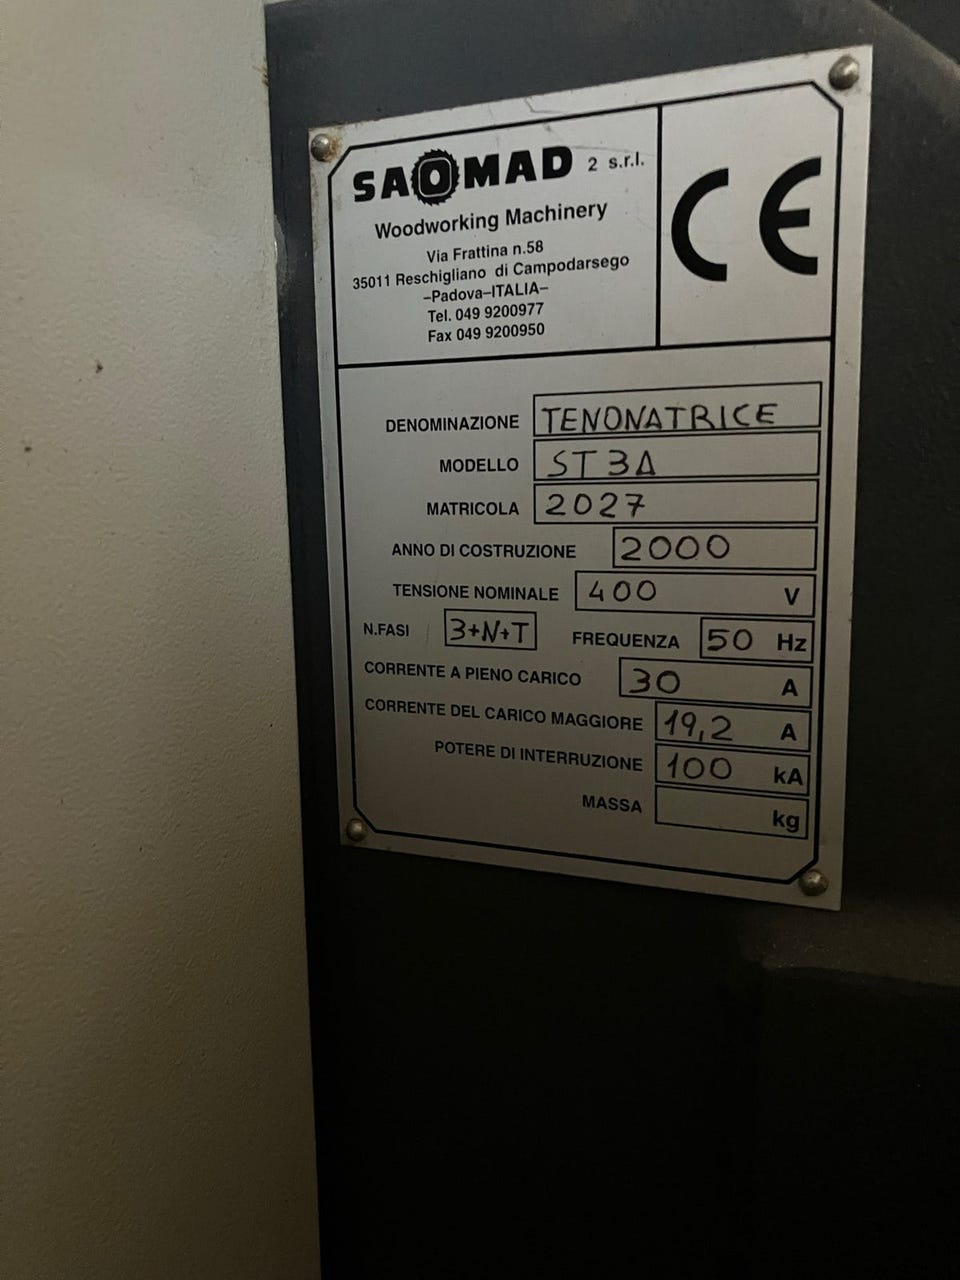 SAOMAD 2 s.r.l.
Woodworking Machinery
Via Frattina n.58
35011 Reschigliano di Campodarsego
–Padova–ITALIA–
Tel. 049 9200977
Fax 049 9200950
CE
DENOMINAZIONE TENONATRICE
MODELLO ST3A
MATRICOLA 2027
ANNO DI COSTRUZIONE 2000
TENSIONE NOMINALE 400 V
N.FASI 3+N+T FREQUENZA 50 Hz
CORRENTE A PIENO CARICO 30 A
CORRENTE DEL CARICO MAGGIORE 19,2 A
POTERE DI INTERRUZIONE 100 kA
MASSA kg